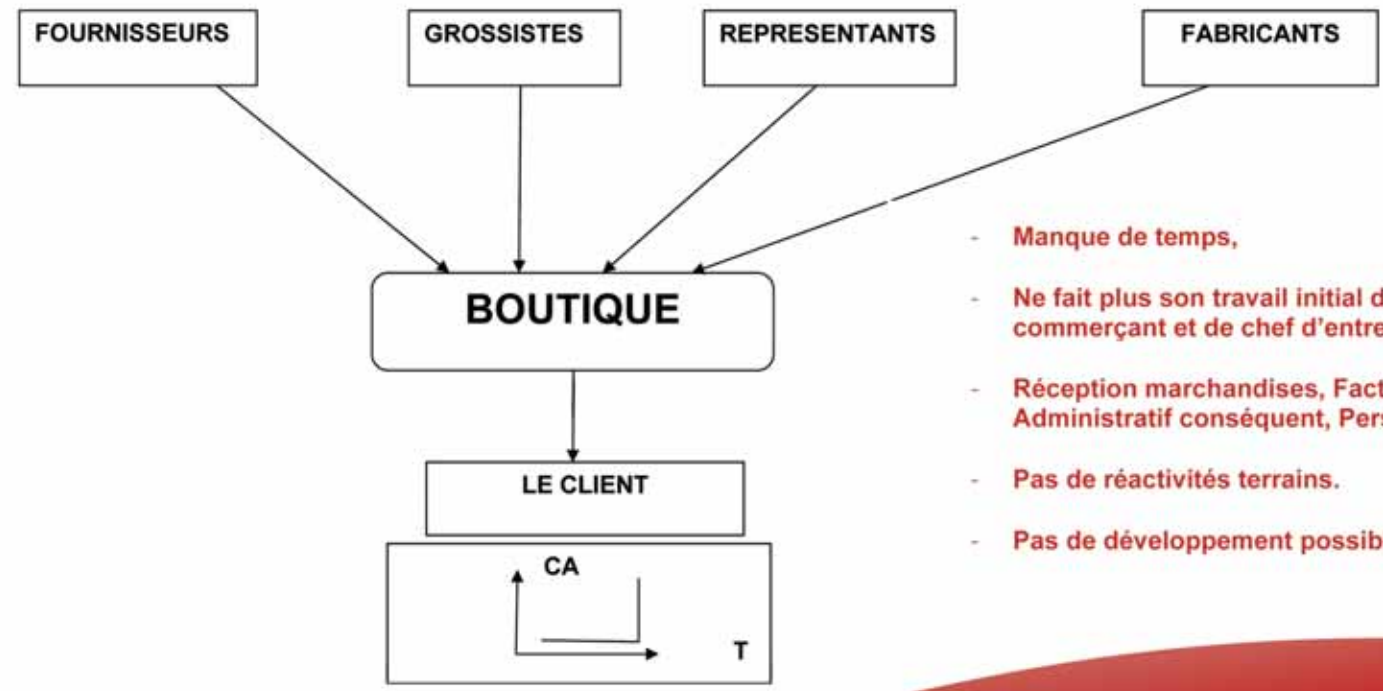 FOURNISSEURS
GROSSISTES
REPRESENTANTS
FABRICANTS
- Manque de temps,
BOUTIQUE
- Ne fait plus son travail initial
commerçant et de chef
- Réception marchandises,
Administratif conséquent,
LE CLIENT
- Pas de réactivités terrains.
- Pas de développement
CA
T